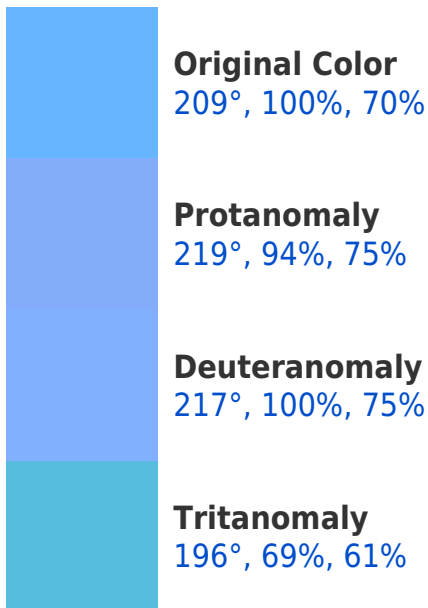 Original Color
209°, 100%, 70%
Protanomaly
219°, 94%, 75%
Deuteranomaly
217°, 100%, 75%
Tritanomaly
196°, 69%, 61%